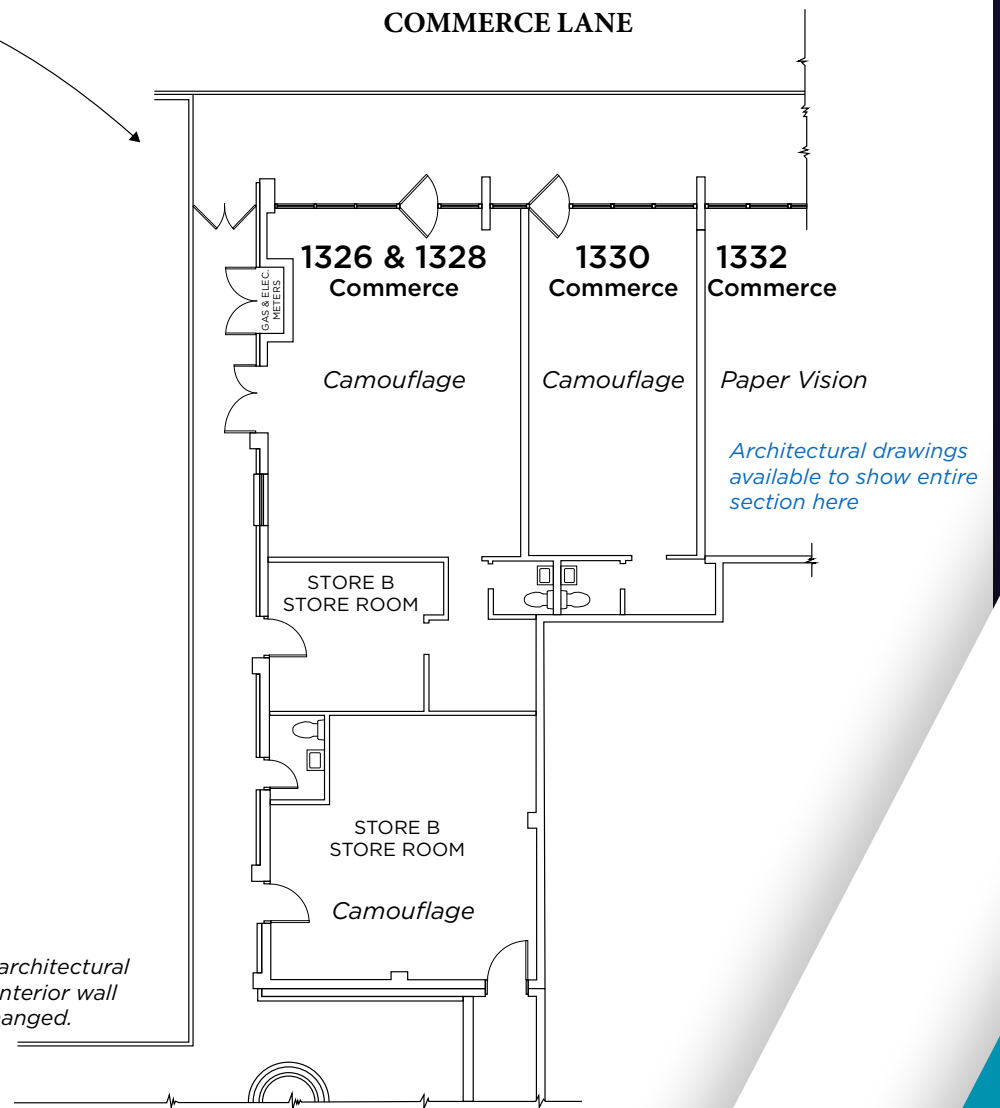 COMMERCE LANE
1326 & 1328
Commerce
1330
Commerce
1332
Commerce
GAS & ELEC.
METERS
Camouflage
Camouflage
Paper Vision
Architectural drawings
available to show entire
section here
STORE B
STORE ROOM
STORE B
STORE ROOM
Camouflage
architectural
nterior wall
anged.